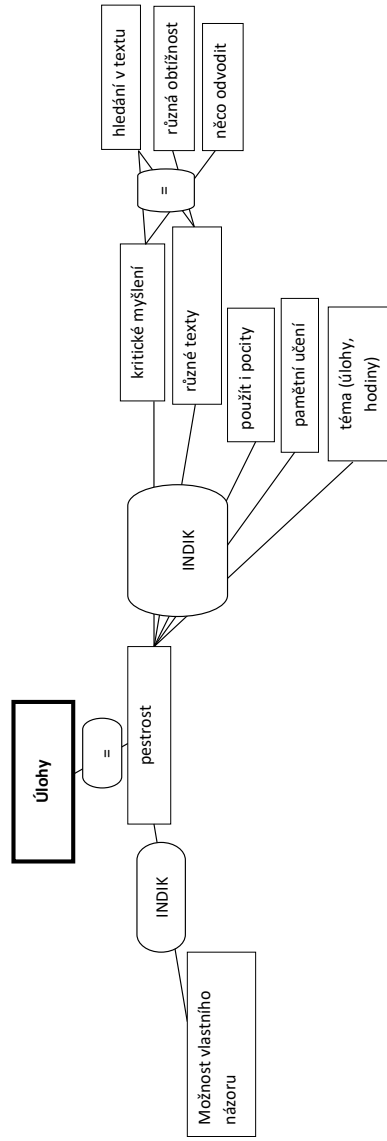 Úlohy
=
pestrost
INDIK
Možnost vlastního
názoru
INDIK
kritické myšlení
různé texty
použít i pocity
pamětní učení
téma (úlohy,
hodiny)
=
hledání v textu
různá obtížnost
něco odvodit